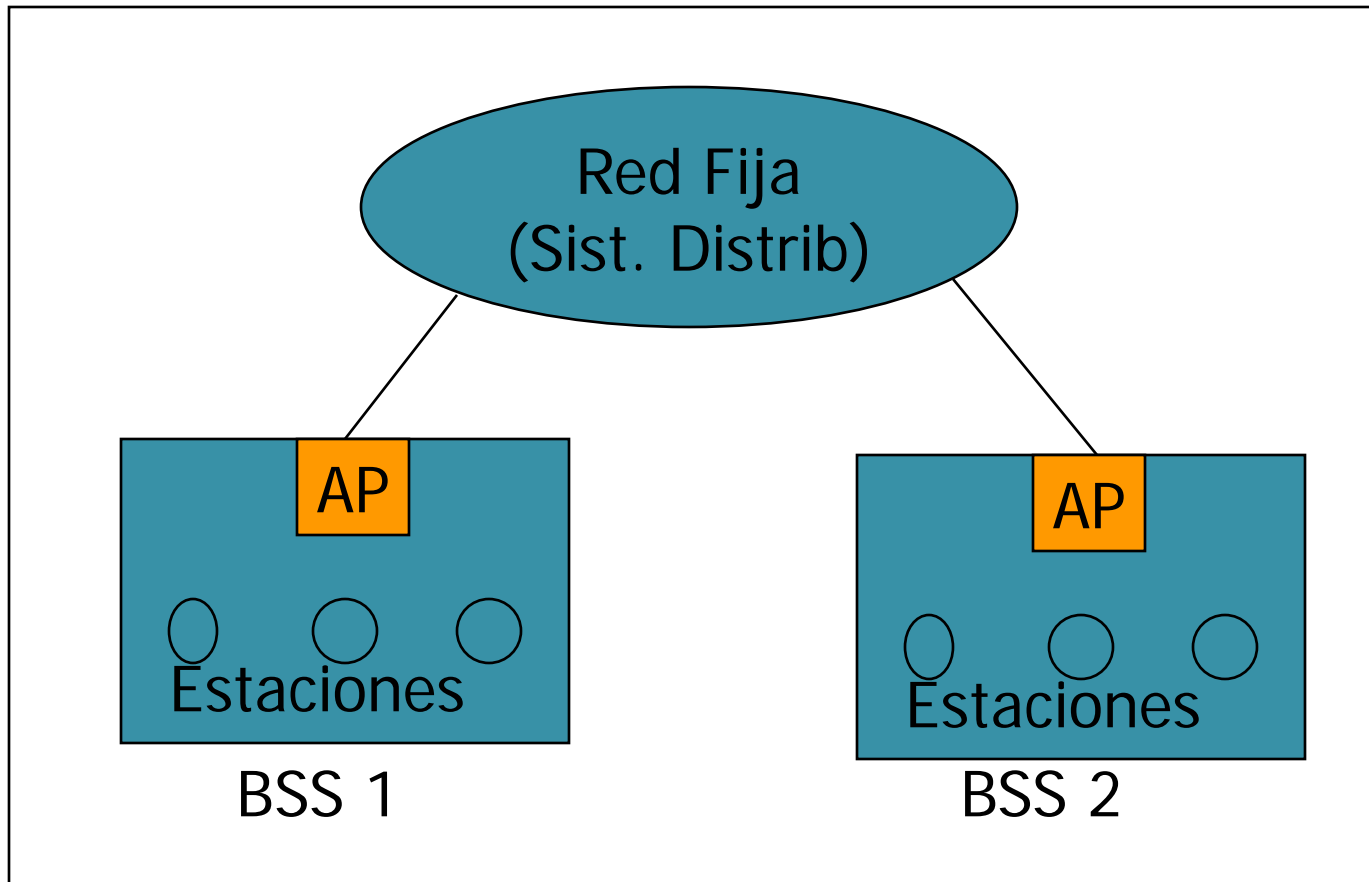 Red Fija
(Sist. Distrib)
AP
AP
Estaciones
Estaciones
BSS 1
BSS 2